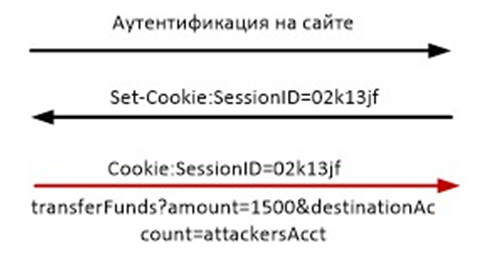 Аутентификация на сайте
Set-Cookie:SessionID=02k13jf
Cookie:SessionID=02k13jf
transferFunds?amount=1500&destinationAc
count=attackersAcct